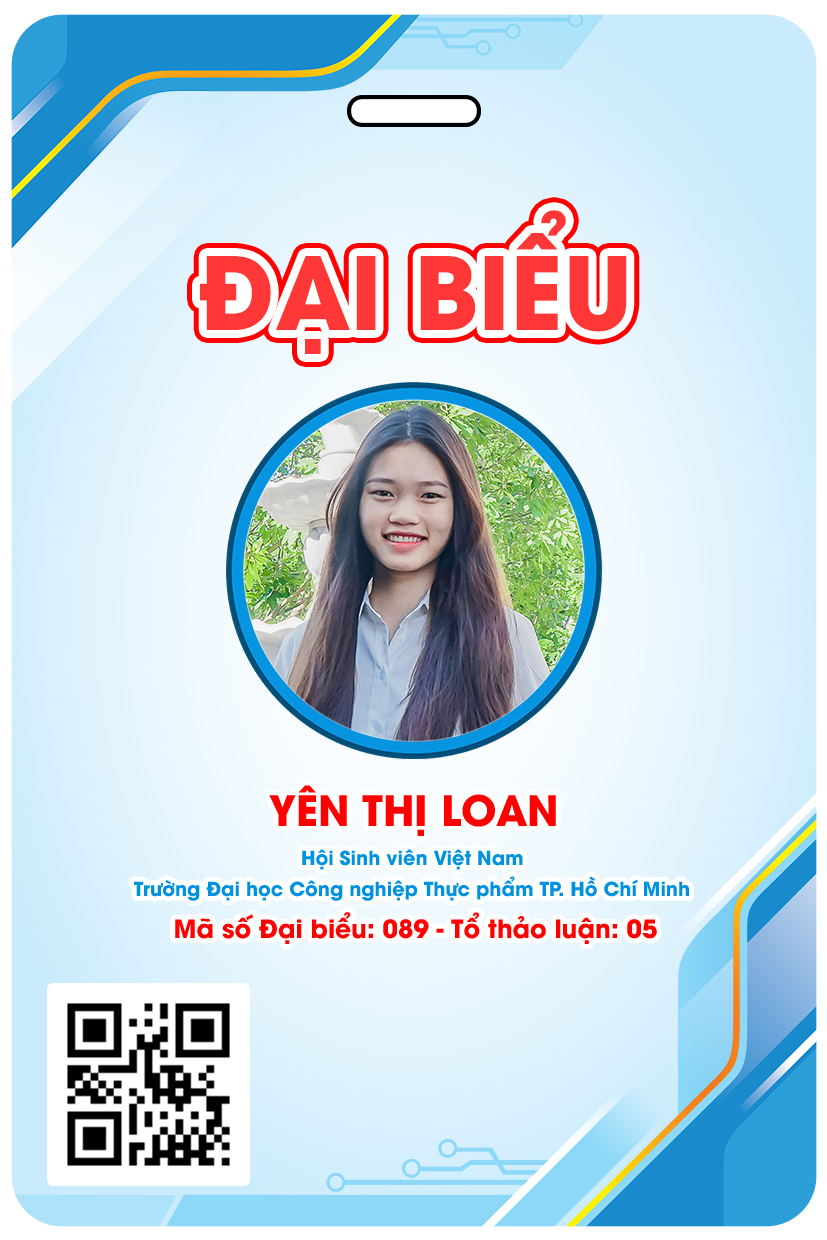 ĐẠI BIỂU
YÊN THỊ LOAN
Hội Sinh viên Việt Nam
Trường Đại học Công nghiệp Thực phẩm TP. Hồ Chí Minh
Mã số Đại biểu: 089 - Tổ thảo luận: 05